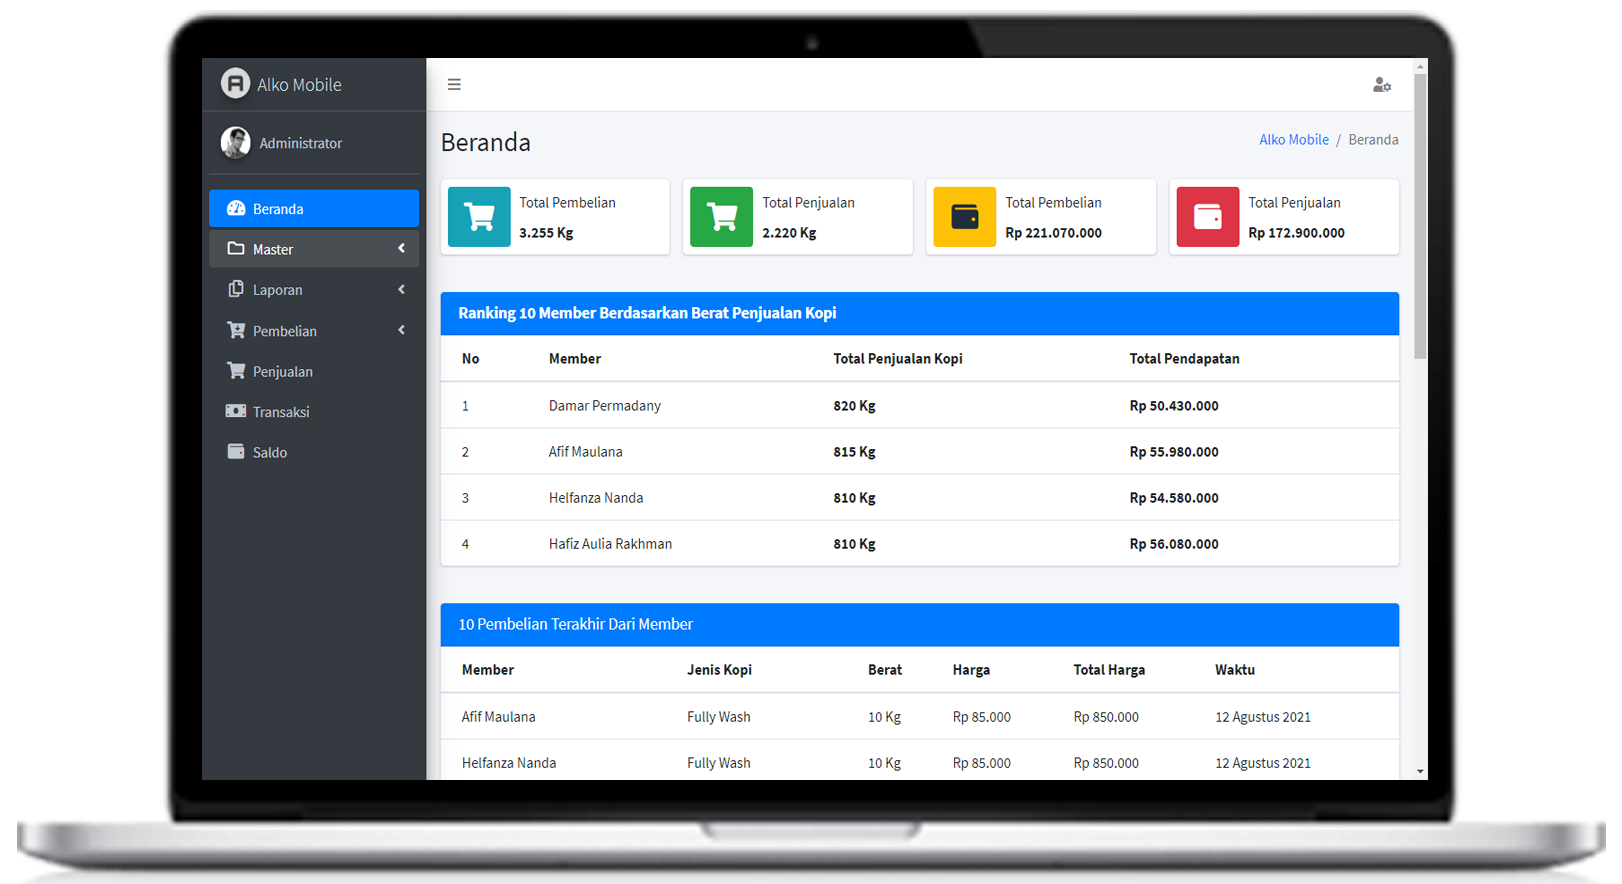 Alko Mobile
Administrator
Beranda
Master
Laporan
Pembelian
Penjualan
Transaksi
Saldo
Beranda
Alko Mobile / Beranda
Total Pembelian
3.255 Kg
Total Penjualan
2.220 Kg
Total Pembelian
Rp 221.070.000
Total Penjualan
Rp 172.900.000
Ranking 10 Member Berdasarkan Berat Penjualan Kopi
No Member Total Penjualan Kopi Total Pendapatan
1 Damar Permadany 820 Kg Rp 50.430.000
2 Afif Maulana 815 Kg Rp 55.980.000
3 Helfanza Nanda 810 Kg Rp 54.580.000
4 Hafiz Aulia Rakhman 810 Kg Rp 56.080.000
10 Pembelian Terakhir Dari Member
Member Jenis Kopi Berat Harga Total Harga Waktu
Afif Maulana Fully Wash 10 Kg Rp 85.000 Rp 850.000 12 Agustus 2021
Helfanza Nanda Fully Wash 10 Kg Rp 85.000 Rp 850.000 12 Agustus 2021